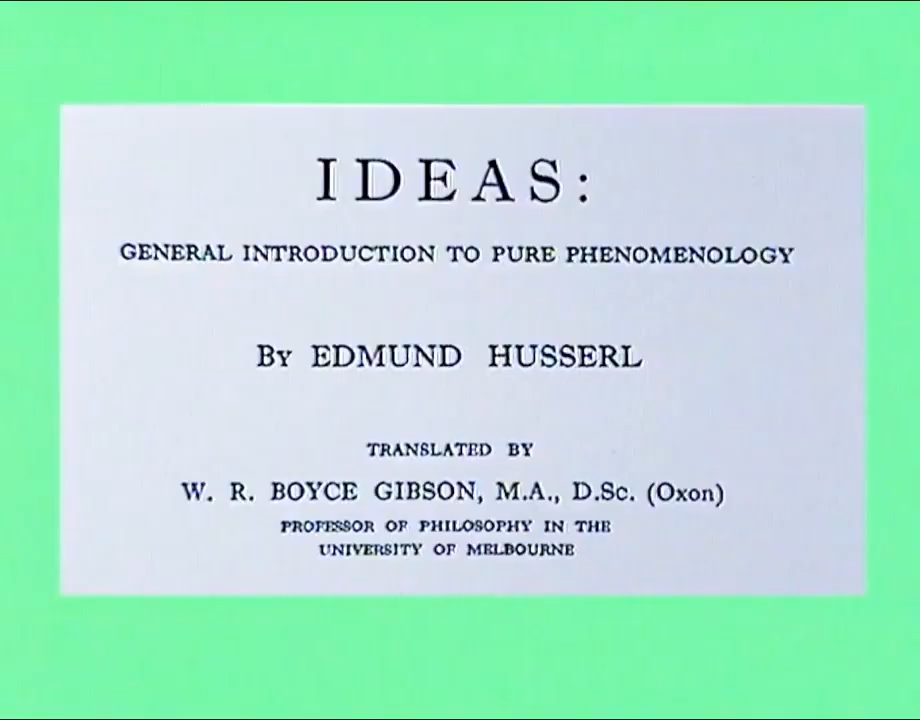 IDEAS:
GENERAL INTRODUCTION TO PURE PHENOMENOLOGY
By EDMUND HUSSERL
TRANSLATED BY
W. R. BOYCE GIBSON, M.A., D.Sc. (Oxon)
PROFESSOR OF PHILOSOPHY IN THE
UNIVERSITY OF MELBOURNE